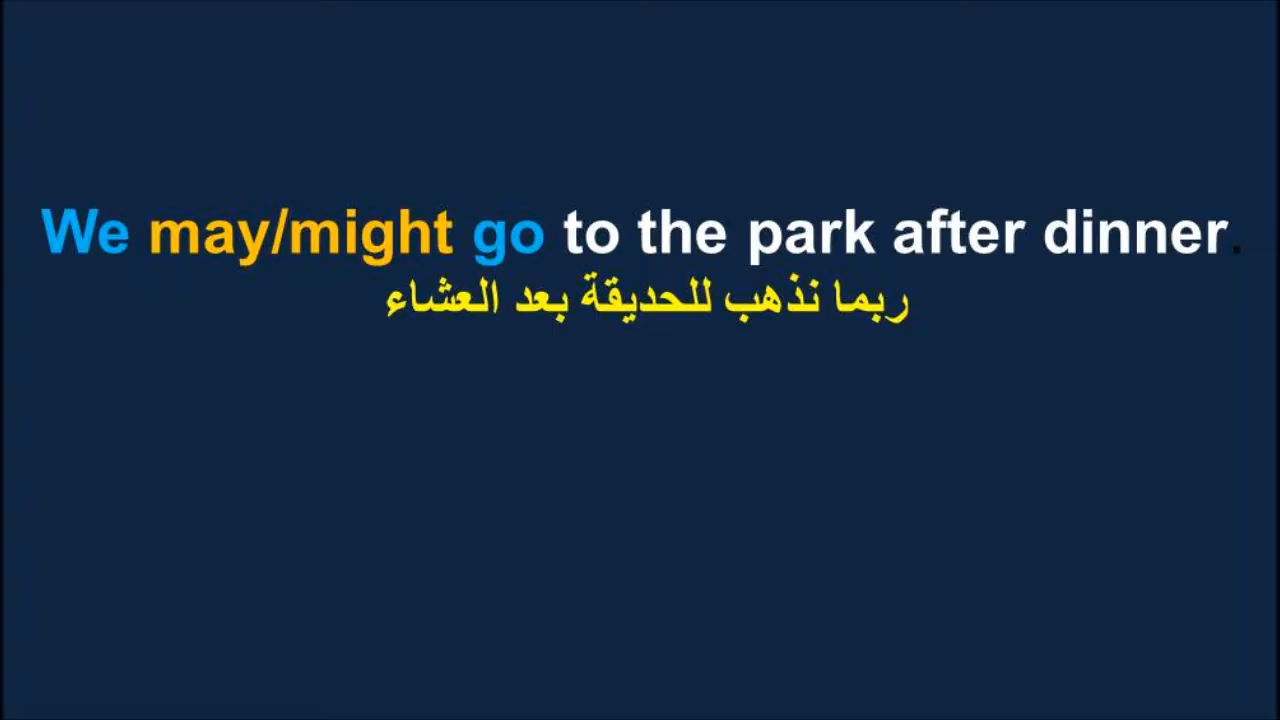 We may/might go to the park after dinner.
ربما نذهب للحديقة بعد العشاء